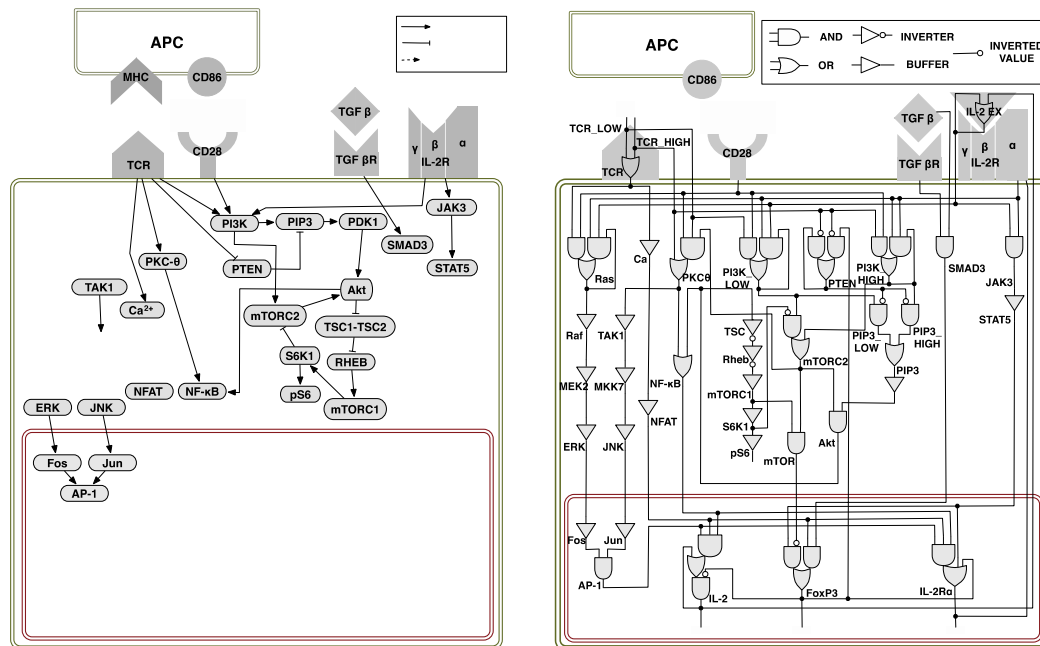 APC
MHC
CD86
TGF β
TCR
CD28
TGF βR
γ
β
α
IL-2R
JAK3
PI3K
PIP3
PDK1
SMAD3
STAT5
PKC-θ
PTEN
TAK1
Ca2+
Akt
mTORC2
TSC1-TSC2
S6K1
RHEB
pS6
mTORC1
NFAT
NF-κB
ERK
JNK
Fos
Jun
AP-1
APC
CD86
AND
INVERTER
OR
BUFFER
INVERTED
VALUE
TCR_LOW
TCR_HIGH
TCR
CD28
TGF β
TGF βR
IL-2 EX
γ
β
α
IL-2R
Ras
Ca
PKCθ
PI3K_
LOW
PTEN
PI3K_
HIGH
SMAD3
JAK3
STAT5
Raf
TAK1
TSC
mTORC2
PIP3_
LOW
PIP3_
HIGH
Rheb
PIP3
MEK2
MKK7
NF-κB
mTORC1
NFAT
S6K1
ERK
JNK
pS6
mTOR
Akt
Fos
Jun
AP-1
IL-2
FoxP3
IL-2Rα